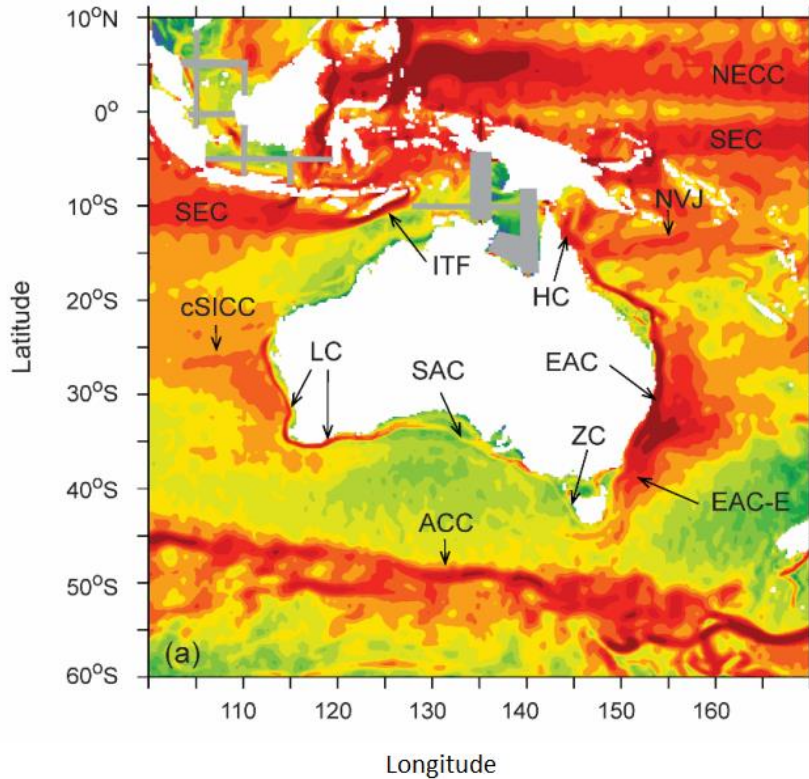 10°N
0°
10°S
20°S
30°S
40°S
50°S
60°S
Latitude
NECC
SEC
NVJ
SEC
ITF
HC
cSICC
LC
SAC
EAC
ZC
EAC-E
ACC
(a)
110 120 130 140 150 160
Longitude